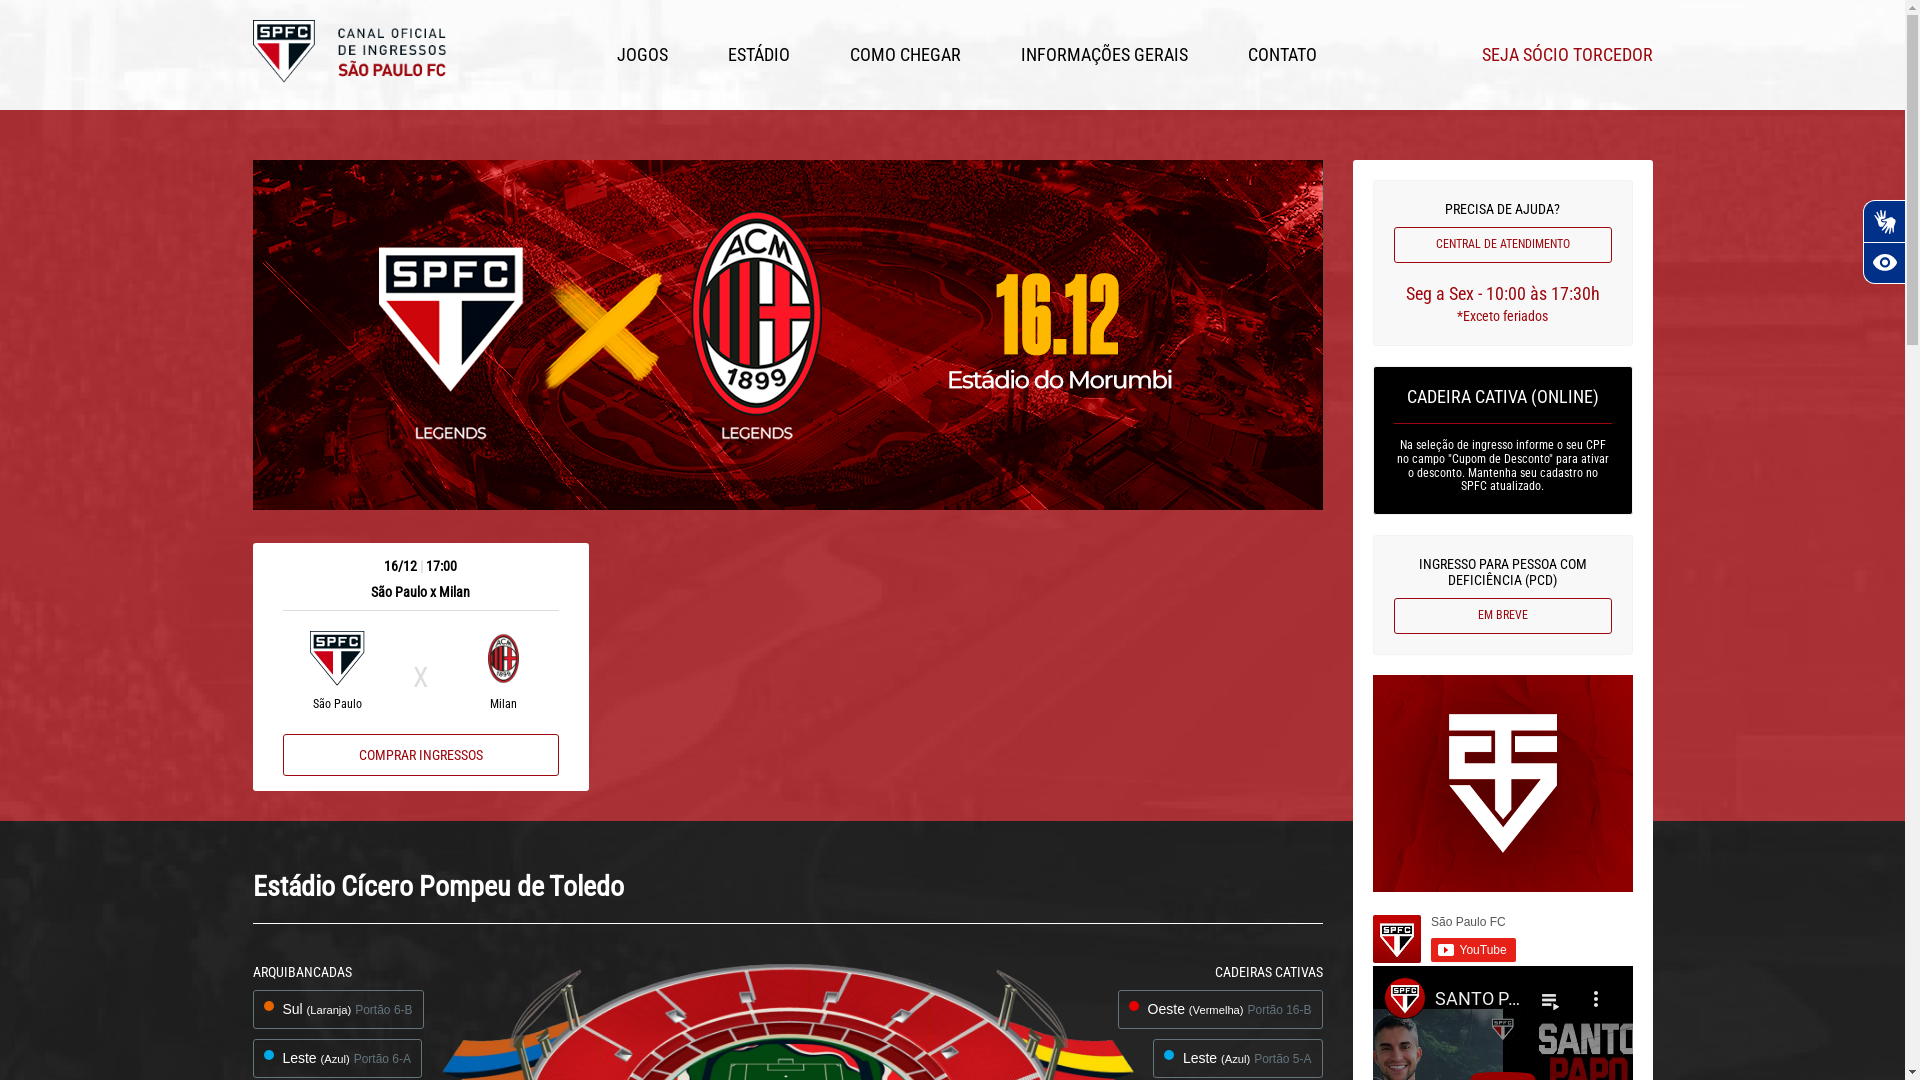 SPFC
CANAL OFICIAL
DE INGRESSOS
SÃO PAULO FC
JOGOS
ESTÁDIO
COMO CHEGAR
INFORMAÇÕES GERAIS
CONTATO
SEJA SÓCIO TORCEDOR
SPFC
LEGENDS
ACM
1899
LEGENDS
16.12
Estádio do Morumbi
16/12 | 17:00
São Paulo x Milan
SPFC
São Paulo
X
ACM
1899
Milan
COMPRAR INGRESSOS
PRECISA DE AJUDA?
CENTRAL DE ATENDIMENTO
Seg a Sex - 10:00 às 17:30h
*Exceto feriados
CADEIRA CATIVA (ONLINE)
Na seleção de ingresso informe o seu CPF
no campo "Cupom de Desconto" para ativar
o desconto. Mantenha seu cadastro no
SPFC atualizado.
INGRESSO PARA PESSOA COM
DEFICIÊNCIA (PCD)
EM BREVE
SPFC
São Paulo FC
YouTube
SPFC
SANTO P...
SPFC
SANTO
PAPO
Estádio Cícero Pompeu de Toledo
ARQUIBANCADAS
Sul (Laranja) Portão 6-B
Leste (Azul) Portão 6-A
CADEIRAS CATIVAS
Oeste (Vermelha) Portão 16-B
Leste (Azul) Portão 5-A